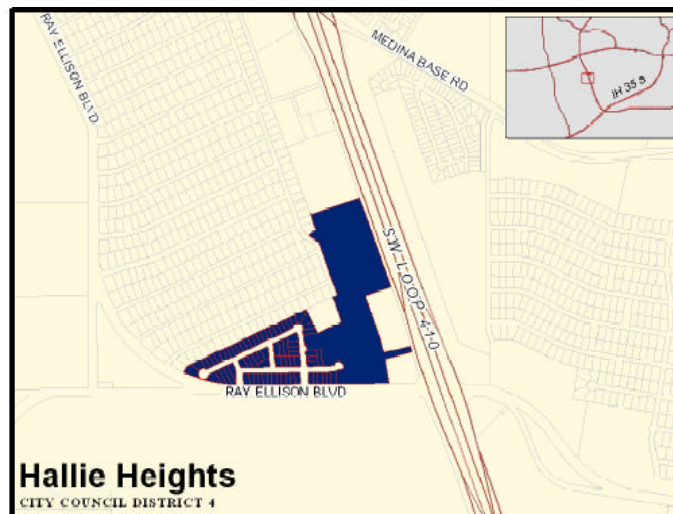 RAY ELLISON BLVD
MEDINA BASE RD
IH 35 S
S.W. LOOP 410
RAY ELLISON BLVD
Hallie Heights
CITY COUNCIL DISTRICT 4